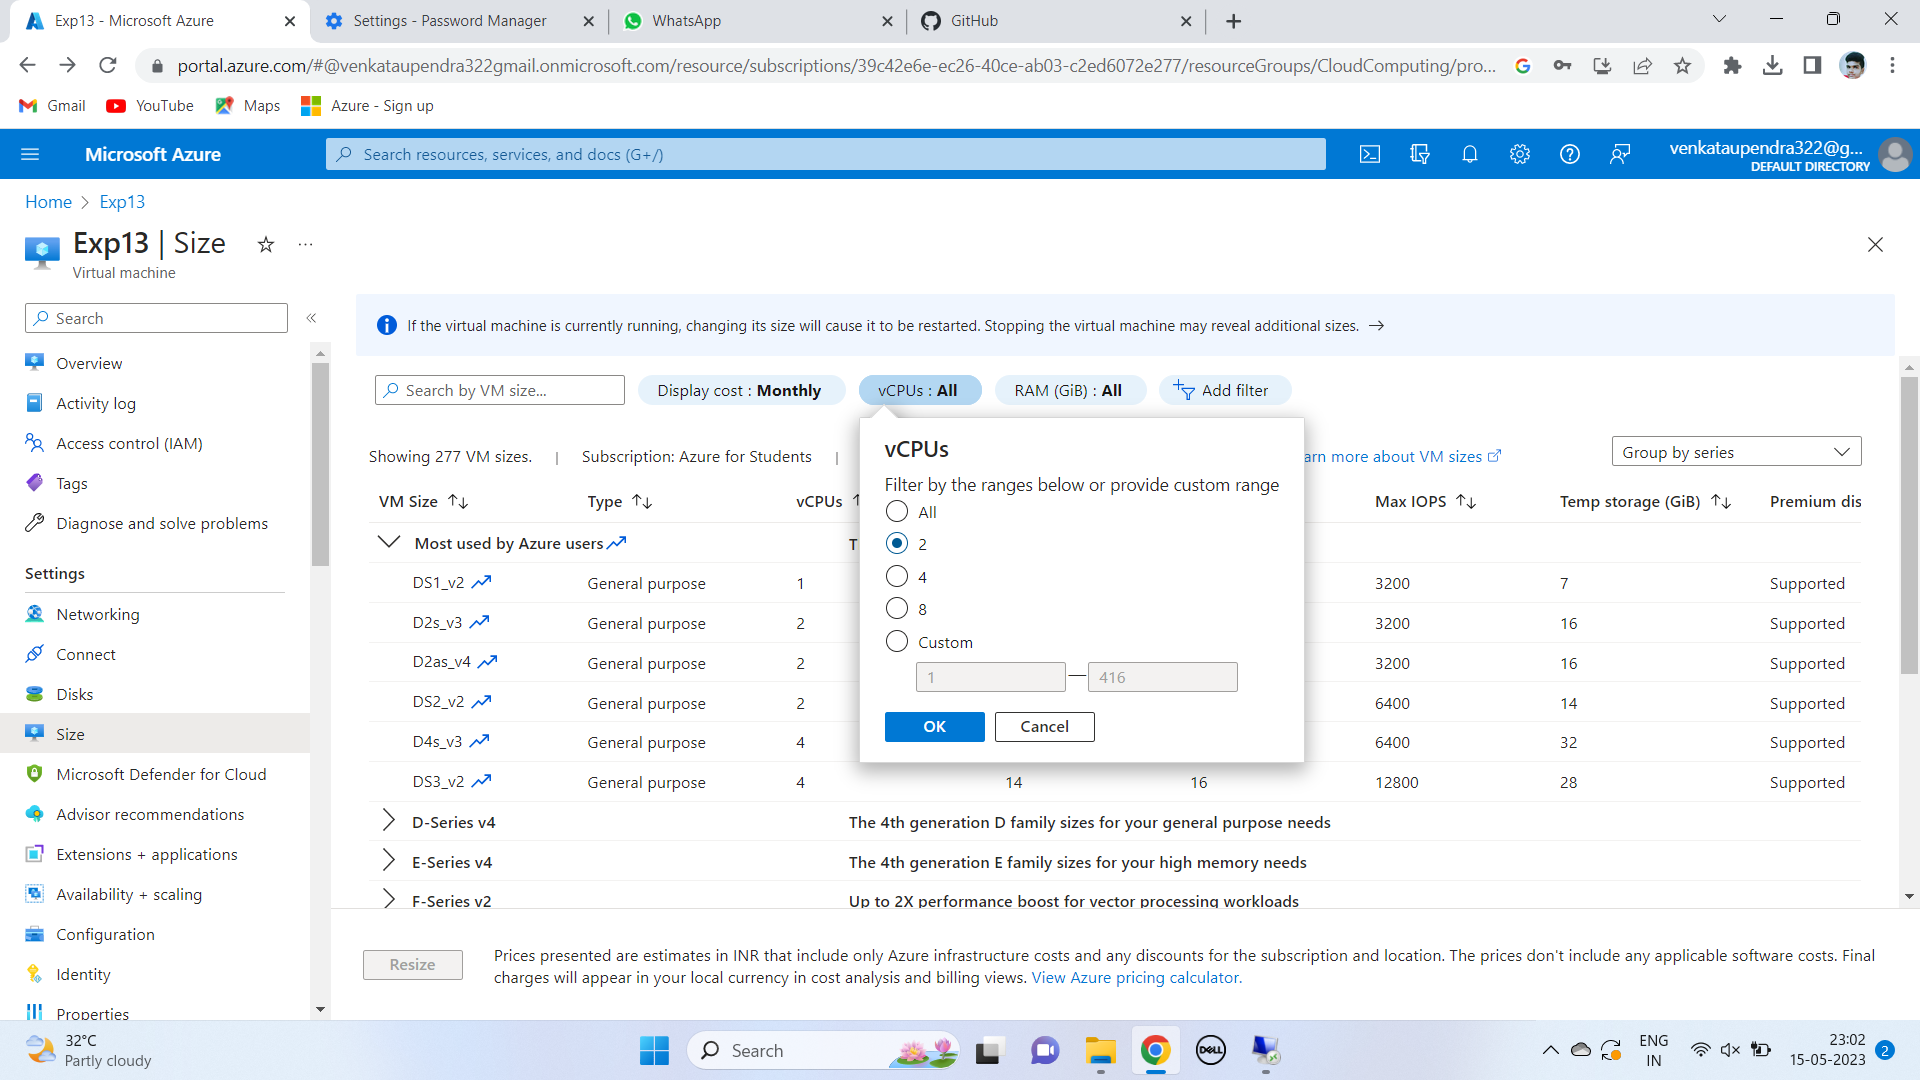 Exp13 - Microsoft Azure
Settings - Password Manager
WhatsApp
GitHub
portal.azure.com/#@venkataupendra322gmail.onmicrosoft.com/resource/subscriptions/39c42e6e-ec26-40ce-ab03-c2ed6072e277/resourceGroups/CloudComputing/pro...
Gmail
YouTube
Maps
Azure - Sign up
Microsoft Azure
Search resources, services, and docs (G+/)
venkataupendra322@g...
DEFAULT DIRECTORY
Home > Exp13
Exp13 | Size
Virtual machine
Search
Overview
Activity log
Access control (IAM)
Tags
Diagnose and solve problems
Settings
Networking
Connect
Disks
Size
Microsoft Defender for Cloud
Advisor recommendations
Extensions + applications
Availability + scaling
Configuration
Identity
Properties
If the virtual machine is currently running, changing its size will cause it to be restarted. Stopping the virtual machine may reveal additional sizes. →
Search by VM size...
Display cost : Monthly
vCPUs : All
RAM (GiB) : All
Add filter
Showing 277 VM sizes. | Subscription: Azure for Students |
arn more about VM sizes
Group by series
VM Size Type vCPUs Max IOPS Temp storage (GiB) Premium dis
Most used by Azure users T
DS1_v2 General purpose 1 3200 7 Supported
D2s_v3 General purpose 2 3200 16 Supported
D2as_v4 General purpose 2 3200 16 Supported
DS2_v2 General purpose 2 6400 14 Supported
D4s_v3 General purpose 4 6400 32 Supported
DS3_v2 General purpose 4 14 16 12800 28 Supported
D-Series v4 The 4th generation D family sizes for your general purpose needs
E-Series v4 The 4th generation E family sizes for your high memory needs
F-Series v2 Up to 2X performance boost for vector processing workloads
vCPUs
Filter by the ranges below or provide custom range
All
2
4
8
Custom
1 — 416
OK
Cancel
Resize
Prices presented are estimates in INR that include only Azure infrastructure costs and any discounts for the subscription and location. The prices don't include any applicable software costs. Final
charges will appear in your local currency in cost analysis and billing views. View Azure pricing calculator.
32°C
Partly cloudy
Search
DELL
ENG
IN
23:02
15-05-2023
2